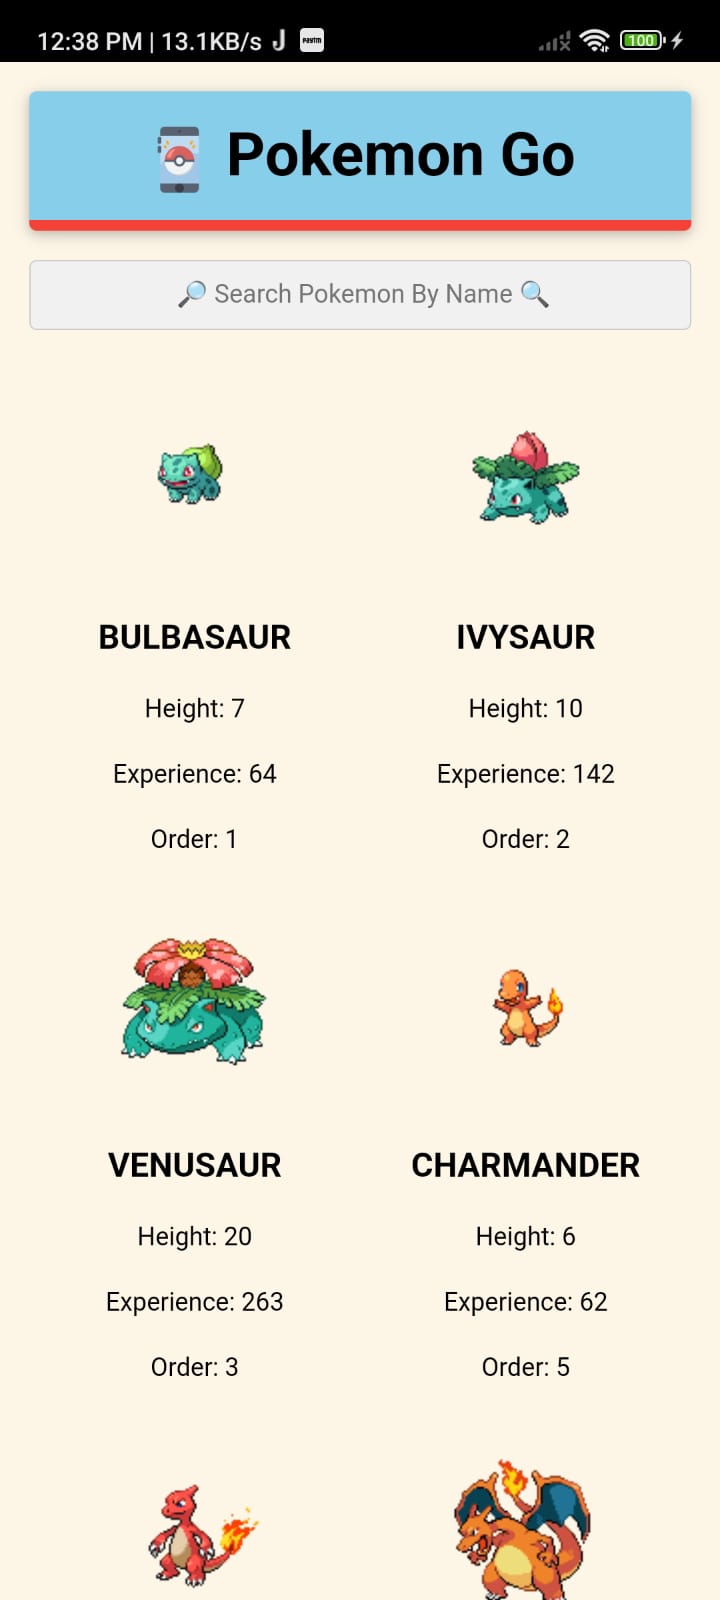 12:38 PM | 13.1KB/s J paytm
100
Pokemon Go
Search Pokemon By Name
BULBASAUR
Height: 7
Experience: 64
Order: 1
IVYSAUR
Height: 10
Experience: 142
Order: 2
VENUSAUR
Height: 20
Experience: 263
Order: 3
CHARMANDER
Height: 6
Experience: 62
Order: 5